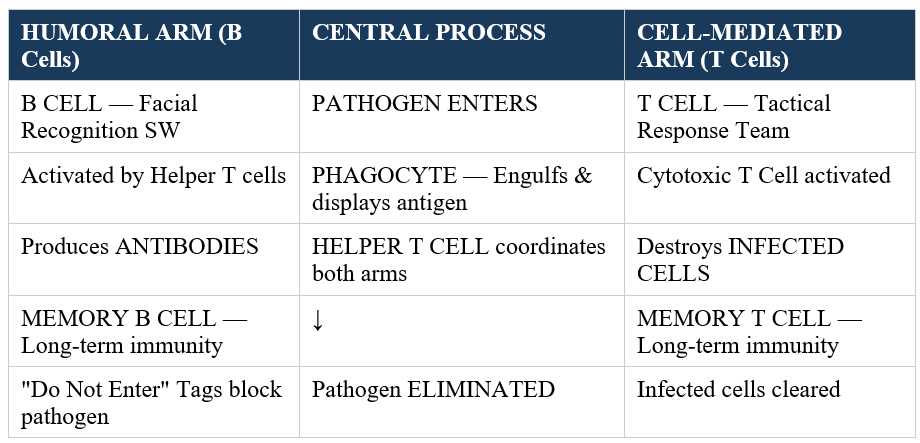 HUMORAL ARM (B
Cells)
CENTRAL PROCESS
CELL-MEDIATED
ARM (T Cells)
B CELL — Facial
Recognition SW
PATHOGEN ENTERS
T CELL — Tactical
Response Team
Activated by Helper T cells
PHAGOCYTE — Engulfs &
displays antigen
Cytotoxic T Cell activated
Produces ANTIBODIES
HELPER T CELL coordinates
both arms
Destroys INFECTED
CELLS
MEMORY B CELL —
Long-term immunity
↓
MEMORY T CELL —
Long-term immunity
"Do Not Enter" Tags block
pathogen
Pathogen ELIMINATED
Infected cells cleared